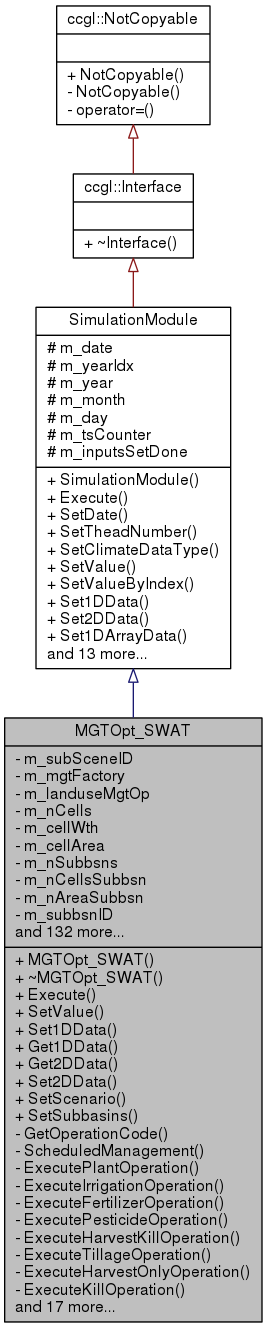 ccgl::NotCopyable
+ NotCopyable()
- NotCopyable()
- operator=()
ccgl::Interface
+ ~Interface()
SimulationModule
# m_date
# m_yearIdx
# m_year
# m_month
# m_day
# m_tsCounter
# m_inputsSetDone
+ SimulationModule()
+ Execute()
+ SetDate()
+ SetTheadNumber()
+ SetClimateDataType()
+ SetValue()
+ SetValueByIndex()
+ Set1DData()
+ Set2DData()
+ Set1DArrayData()
and 13 more...
MGTOpt_SWAT
- m_subSceneID
- m_mgtFactory
- m_landuseMgtOp
- m_nCells
- m_cellWth
- m_cellArea
- m_nSubbsns
- m_nCellsSubbsn
- m_nAreaSubbsn
- m_subbsnID
and 132 more...
+ MGTOpt_SWAT()
+ ~MGTOpt_SWAT()
+ Execute()
+ SetValue()
+ Set1DData()
+ Get1DData()
+ Get2DData()
+ Set2DData()
+ SetScenario()
+ SetSubbasins()
- GetOperationCode()
- ScheduledManagement()
- ExecutePlantOperation()
- ExecuteIrrigationOperation()
- ExecuteFertilizerOperation()
- ExecutePesticideOperation()
- ExecuteHarvestKillOperation()
- ExecuteTillageOperation()
- ExecuteHarvestOnlyOperation()
- ExecuteKillOperation()
and 17 more...